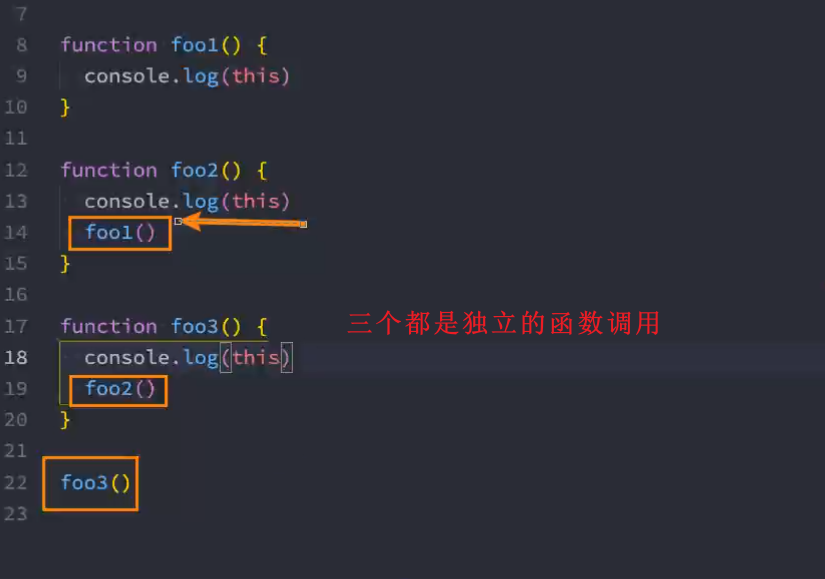 7
8 function foo1() {
9 console.log(this)
10 }
11
12 function foo2() {
13 console.log(this)
14 foo1()
15 }
16
17 function foo3() { 三个都是独立的函数调用
18 console.log(this)
19 foo2()
20 }
21
22 foo3()
23